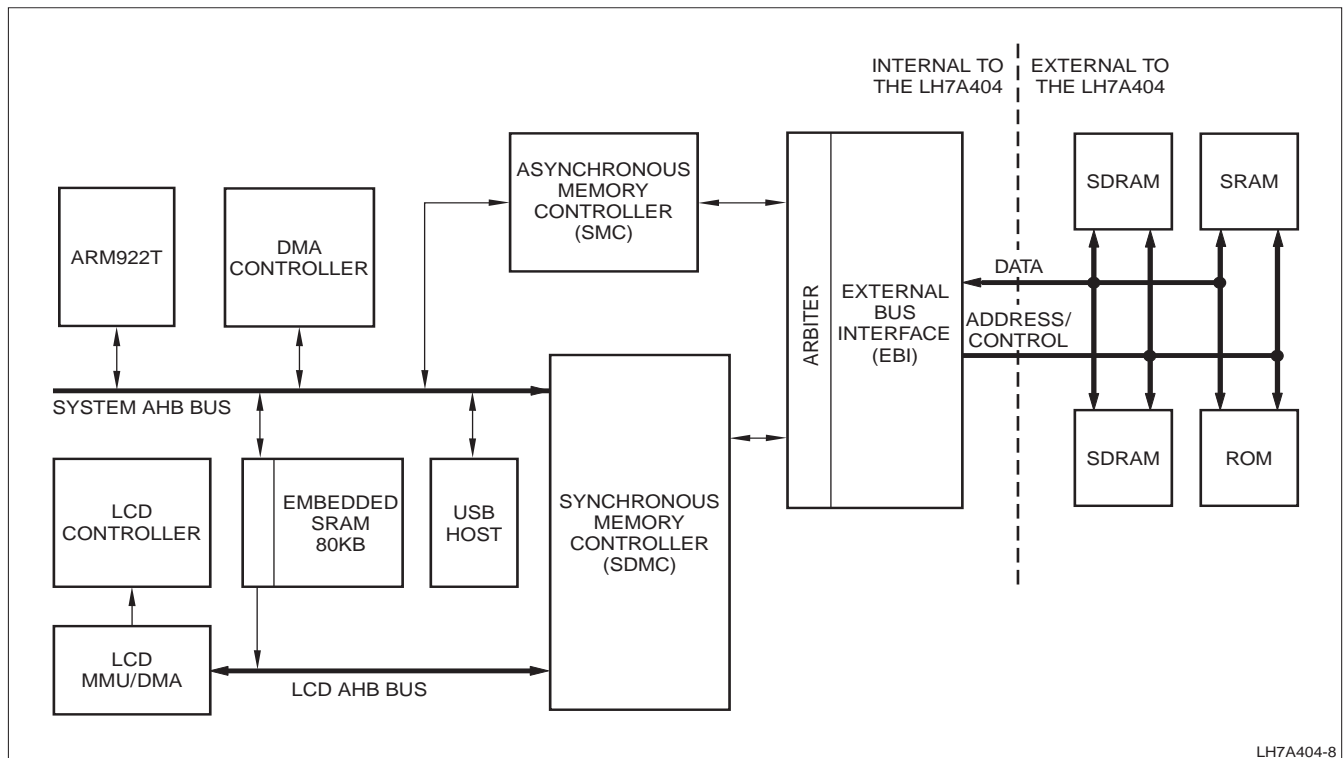 INTERNAL TO
THE LH7A404
EXTERNAL TO
THE LH7A404
ASYNCHRONOUS
MEMORY
CONTROLLER
(SMC)
SDRAM
SRAM
ARM922T
DMA
CONTROLLER
ARBITER
EXTERNAL
BUS
INTERFACE
(EBI)
DATA
ADDRESS/
CONTROL
SYSTEM AHB BUS
LCD
CONTROLLER
EMBEDDED
SRAM
80KB
USB
HOST
SYNCHRONOUS
MEMORY
CONTROLLER
(SDMC)
SDRAM
ROM
LCD
MMU/DMA
LCD AHB BUS
LH7A404-8